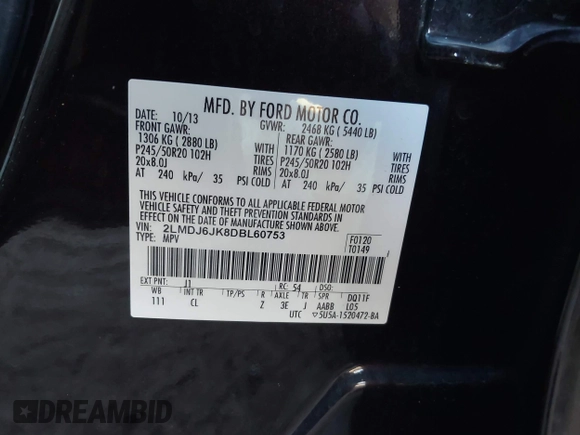 MFD. BY FORD MOTOR CO.
DATE: 10/13 GVWR: 2468 KG ( 5440 LB)
FRONT GAWR: REAR GAWR:
1306 KG ( 2880 LB) WITH 1170 KG ( 2580 LB) WITH
P245/50R20 102H TIRES P245/50R20 102H TIRES
20x8.0J RIMS 20x8.0J RIMS
AT 240 kPa/ 35 PSI COLD AT 240 kPa/ 35 PSI COLD
THIS VEHICLE CONFORMS TO ALL APPLICABLE FEDERAL MOTOR
VEHICLE SAFETY AND THEFT PREVENTION STANDARDS IN
EFFECT ON THE DATE OF MANUFACTURE SHOWN ABOVE.
VIN: 2LMDJ6JK8DBL60753 F0120
TYPE: MPV T0149
EXT PNT: J1 RC: 54 DSO:
WB INT TR TP/PS R AXLE TR SPR DQ11F
111 CL Z 3E J AABB L05
UTC ▽5U5A-1520472-BA
DREAMBID